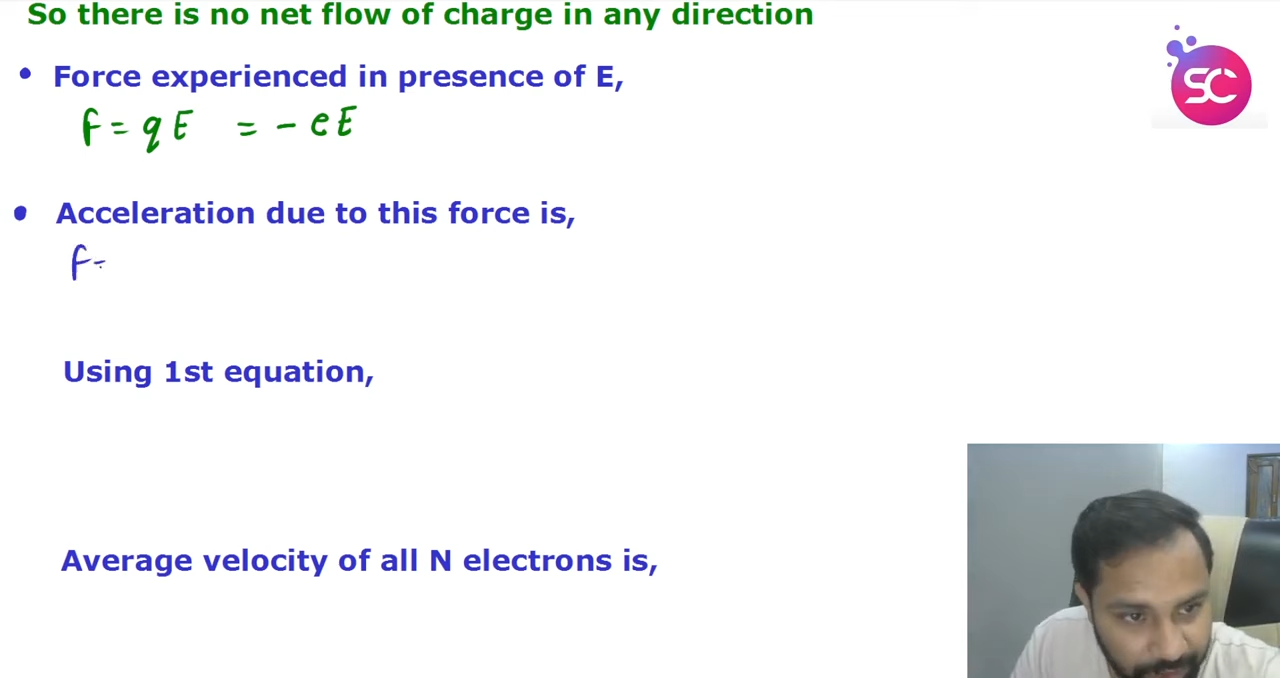 So there is no net flow of charge in any direction
SC
• Force experienced in presence of E,
F = qE = - eE
• Acceleration due to this force is,
F=
Using 1st equation,
Average velocity of all N electrons is,